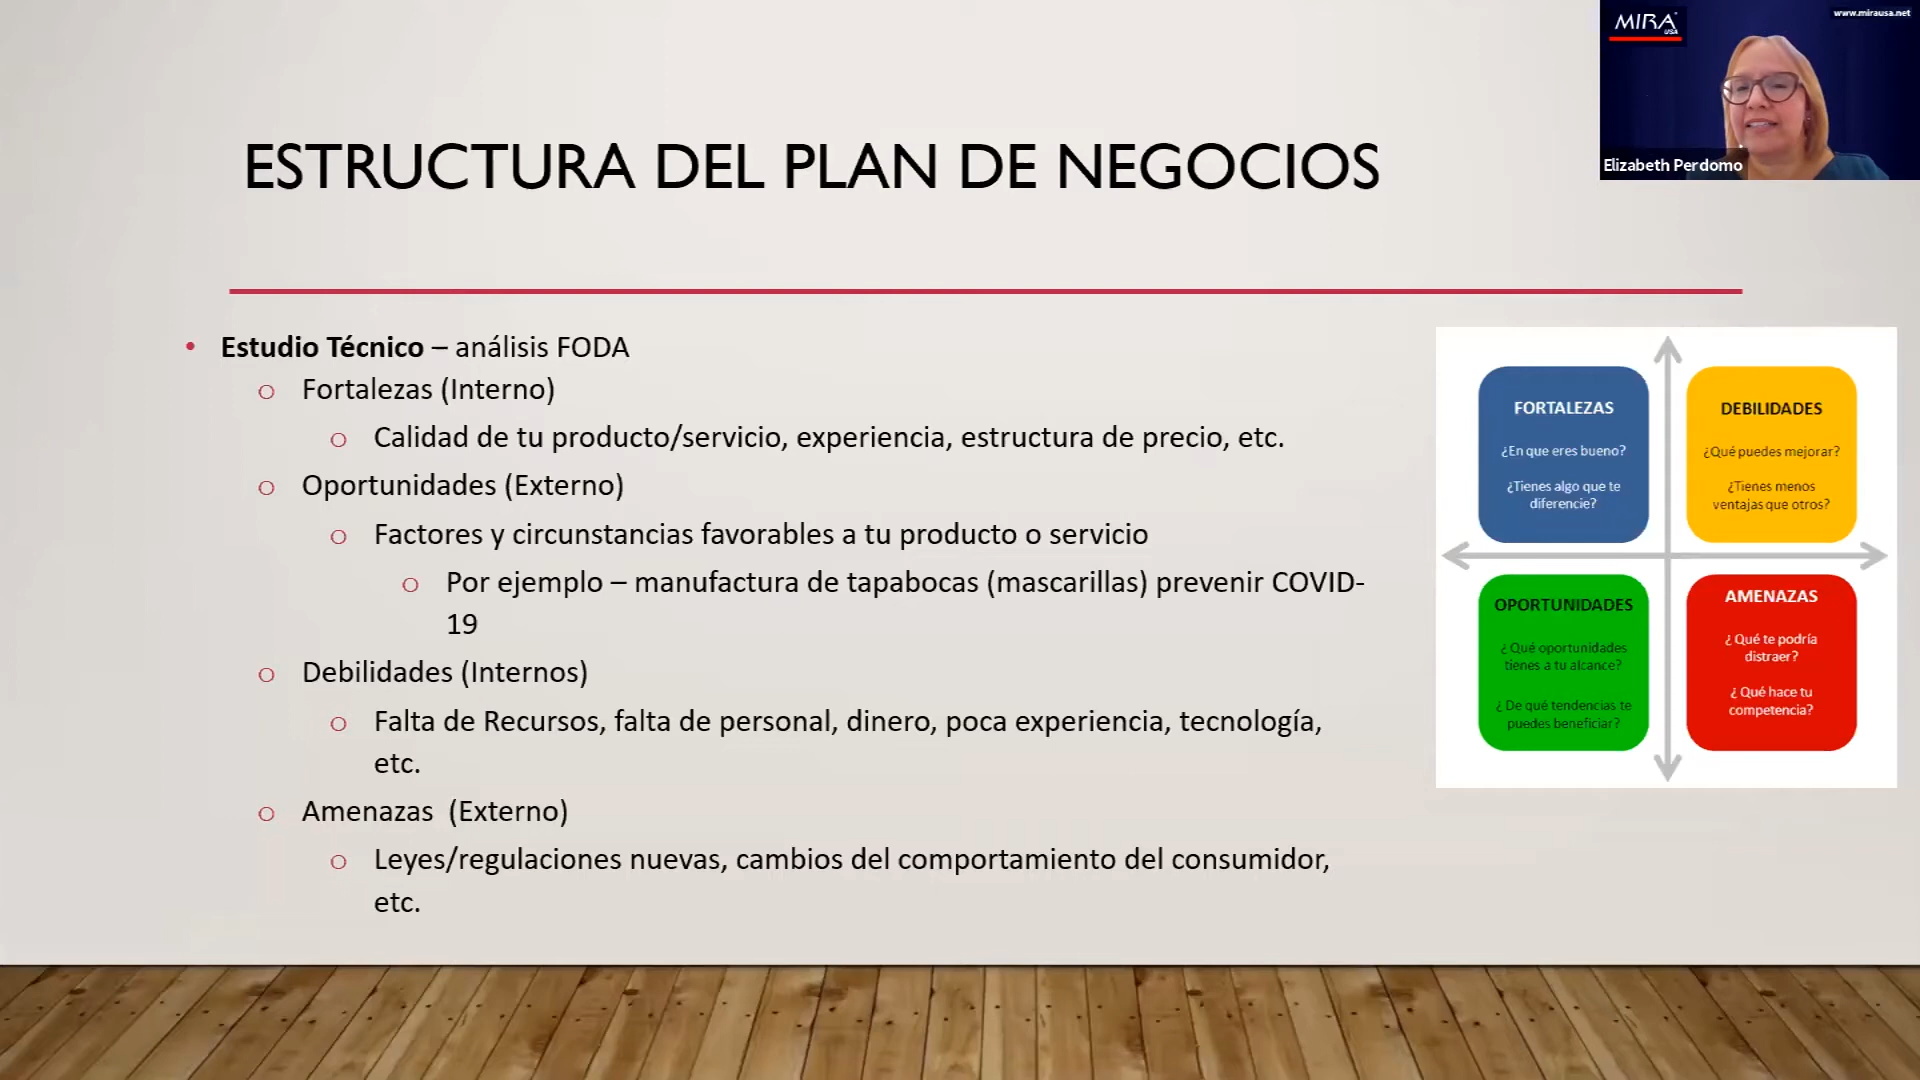 MIRA
USA
www.mirausa.net
Elizabeth Perdomo
ESTRUCTURA DEL PLAN DE NEGOCIOS
• Estudio Técnico – análisis FODA
o Fortalezas (Interno)
o Calidad de tu producto/servicio, experiencia, estructura de precio, etc.
o Oportunidades (Externo)
o Factores y circunstancias favorables a tu producto o servicio
o Por ejemplo – manufactura de tapabocas (mascarillas) prevenir COVID-
19
o Debilidades (Internos)
o Falta de Recursos, falta de personal, dinero, poca experiencia, tecnología,
etc.
o Amenazas  (Externo)
o Leyes/regulaciones nuevas, cambios del comportamiento del consumidor,
etc.
FORTALEZAS
¿En que eres bueno?
¿Tienes algo que te
diferencie?
DEBILIDADES
¿Qué puedes mejorar?
¿Tienes menos
ventajas que otros?
OPORTUNIDADES
¿Qué oportunidades
tienes a tu alcance?
¿De qué tendencias te
puedes beneficiar?
AMENAZAS
¿Qué te podría
distraer?
¿Qué hace tu
competencia?